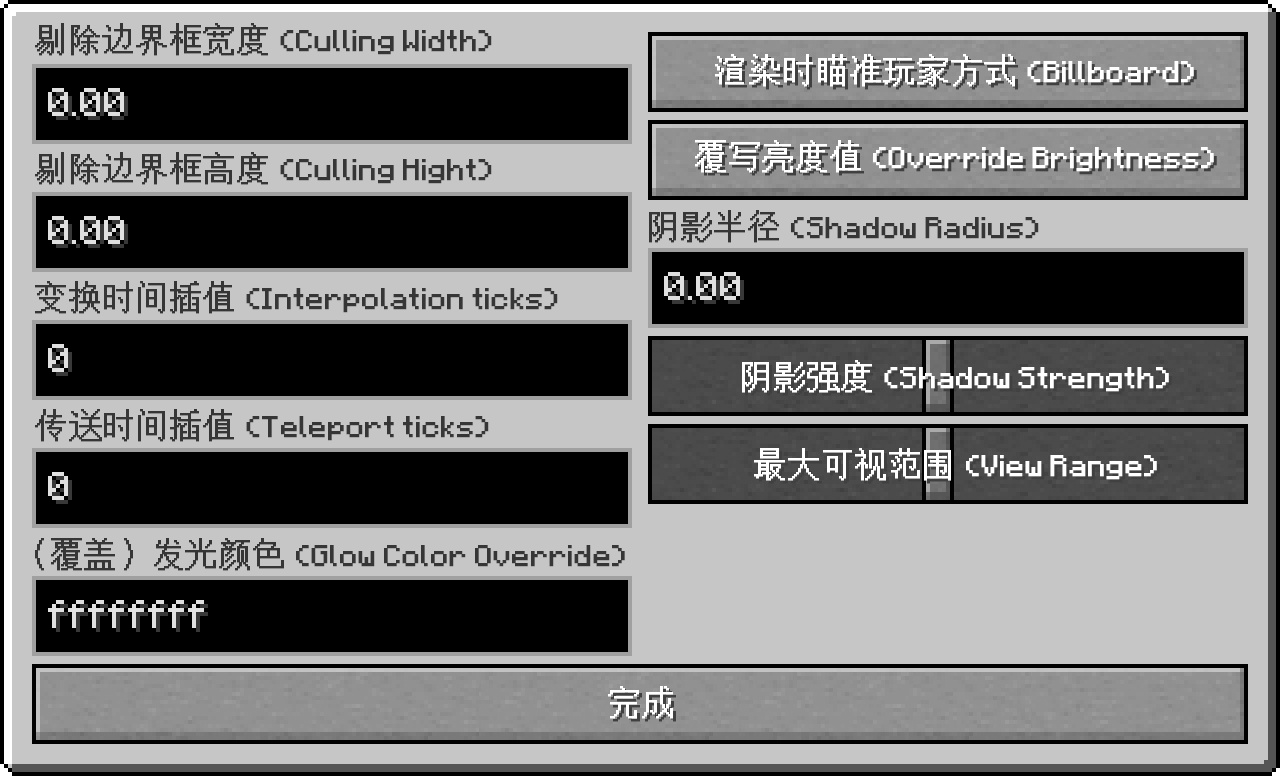 剔除边界框宽度 (Culling Width)
0.00
剔除边界框高度 (Culling Hight)
0.00
变换时间插值 (Interpolation ticks)
0
传送时间插值 (Teleport ticks)
0
(覆盖) 发光颜色 (Glow Color Override)
ffffffff
渲染时瞄准玩家方式 (Billboard)
覆写亮度值 (Override Brightness)
阴影半径 (Shadow Radius)
0.00
阴影强度 (Shadow Strength)
最大可视范围 (View Range)
完成